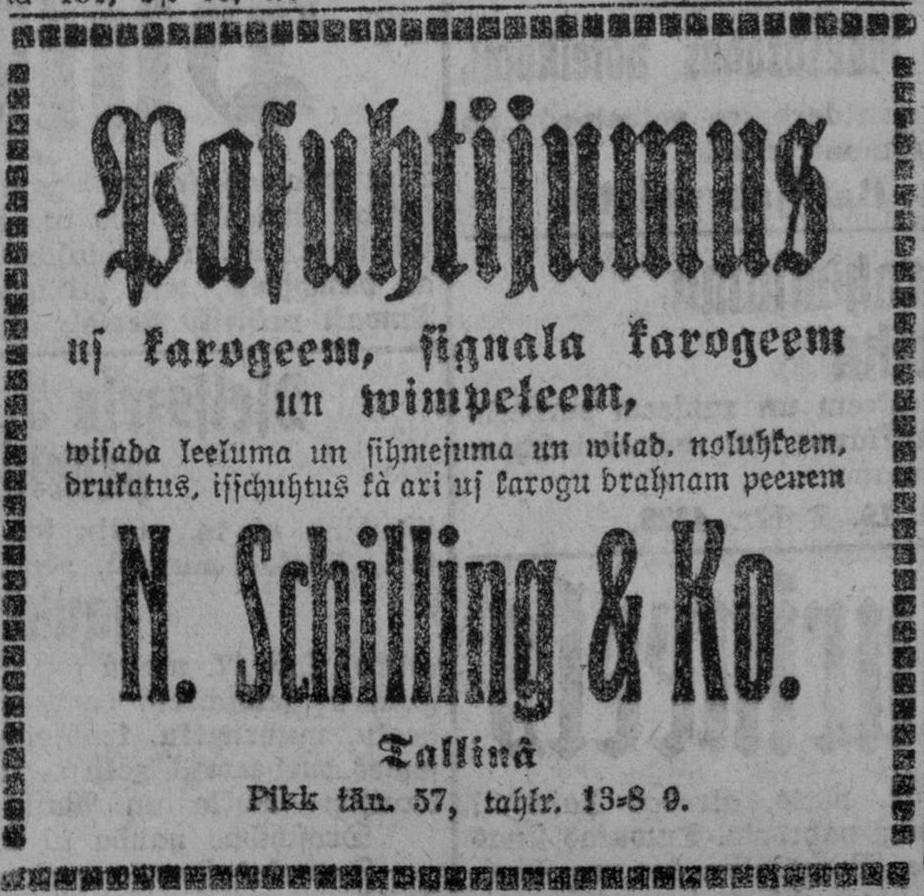 Paſuhtijumus
uſ karogeem, ſignala karogeem
un wimpeļeem,
wiſada leeluma un ſihmejuma un wiſad. noluhkeem,
drukatus, iſſchuhtus kà ari uſ karogu drahnam peenem
N. Schilling & Ko.
Tallinâ
Pikk tän. 57, tahlr. 13-8 9.